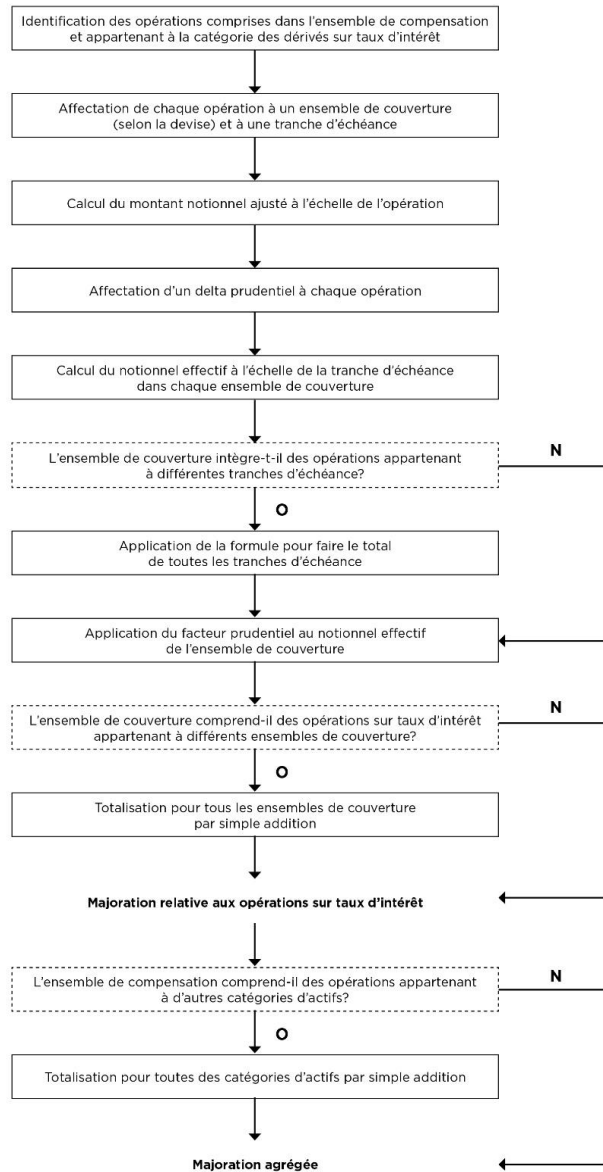 Identification des opérations comprises dans l'ensemble de compensation
et appartenant à la catégorie des dérivés sur taux d'intérêt
Affectation de chaque opération à un ensemble de couverture
(selon la devise) et à une tranche d'échéance
Calcul du montant notionnel ajusté à l'échelle de l'opération
Affectation d'un delta prudentiel à chaque opération
Calcul du notionnel effectif à l'échelle de la tranche d'échéance
dans chaque ensemble de couverture
L'ensemble de couverture intègre-t-il des opérations appartenant
à différentes tranches d'échéance?
N
O
Application de la formule pour faire le total
de toutes les tranches d'échéance
Application du facteur prudentiel au notionnel effectif
de l'ensemble de couverture
L'ensemble de couverture comprend-il des opérations sur taux d'intérêt
appartenant à différents ensembles de couverture?
N
O
Totalisation pour tous les ensembles de couverture
par simple addition
Majoration relative aux opérations sur taux d'intérêt
L'ensemble de compensation comprend-il des opérations appartenant
à d'autres catégories d'actifs?
N
O
Totalisation pour toutes des catégories d'actifs par simple addition
Majoration agrégée